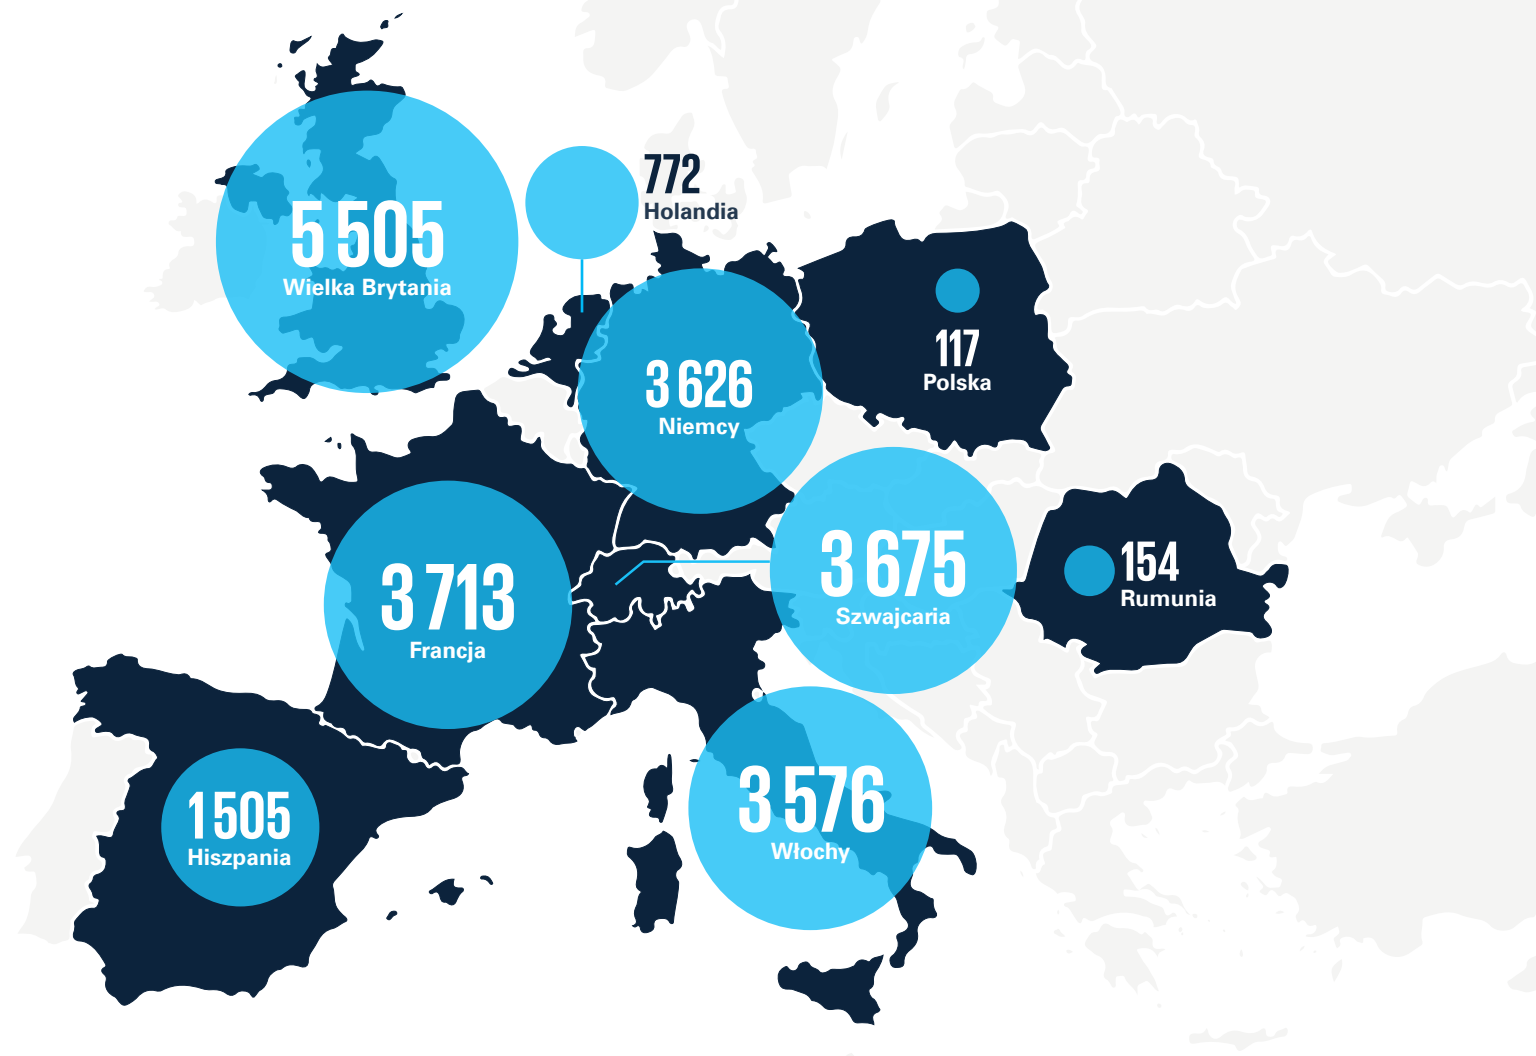 772
Holandia
5 505
Wielka Brytania
117
Polska
3 626
Niemcy
3 675
Szwajcaria
154
Rumunia
3 713
Francja
3 576
Włochy
1 505
Hiszpania